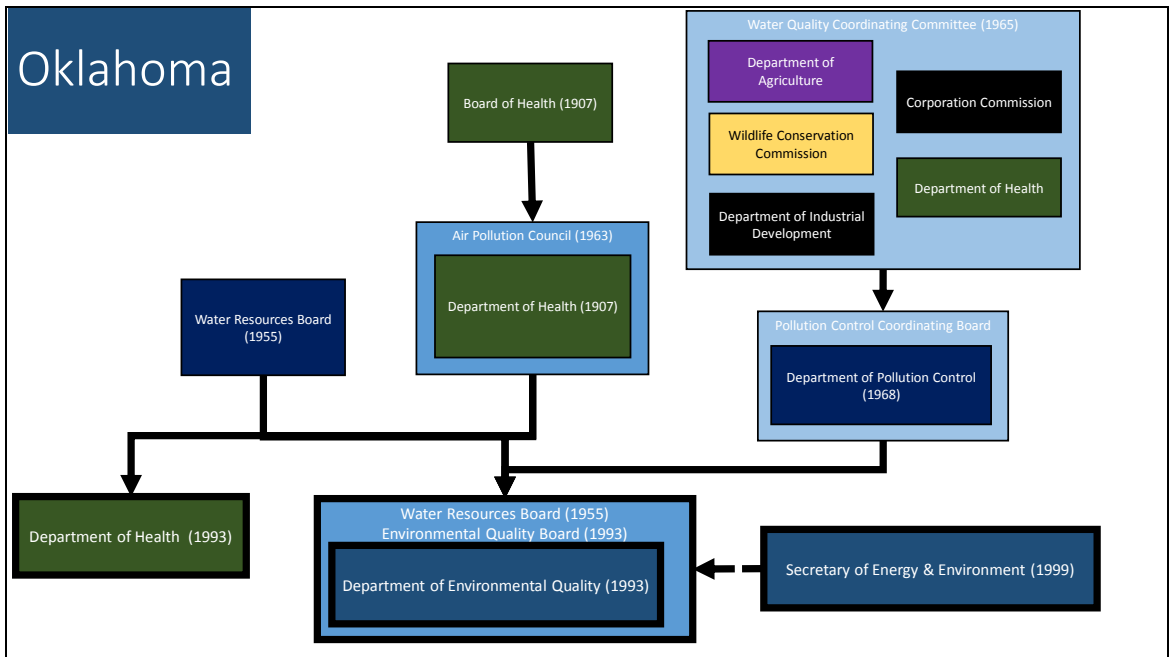 Oklahoma
Water Quality Coordinating Committee (1965)
Department of
Agriculture
Corporation Commission
Wildlife Conservation
Commission
Department of Health
Department of Industrial
Development
Board of Health (1907)
Air Pollution Council (1963)
Department of Health (1907)
Water Resources Board
(1955)
Pollution Control Coordinating Board
Department of Pollution Control
(1968)
Department of Health  (1993)
Water Resources Board (1955)
Environmental Quality Board (1993)
Department of Environmental Quality (1993)
Secretary of Energy & Environment (1999)